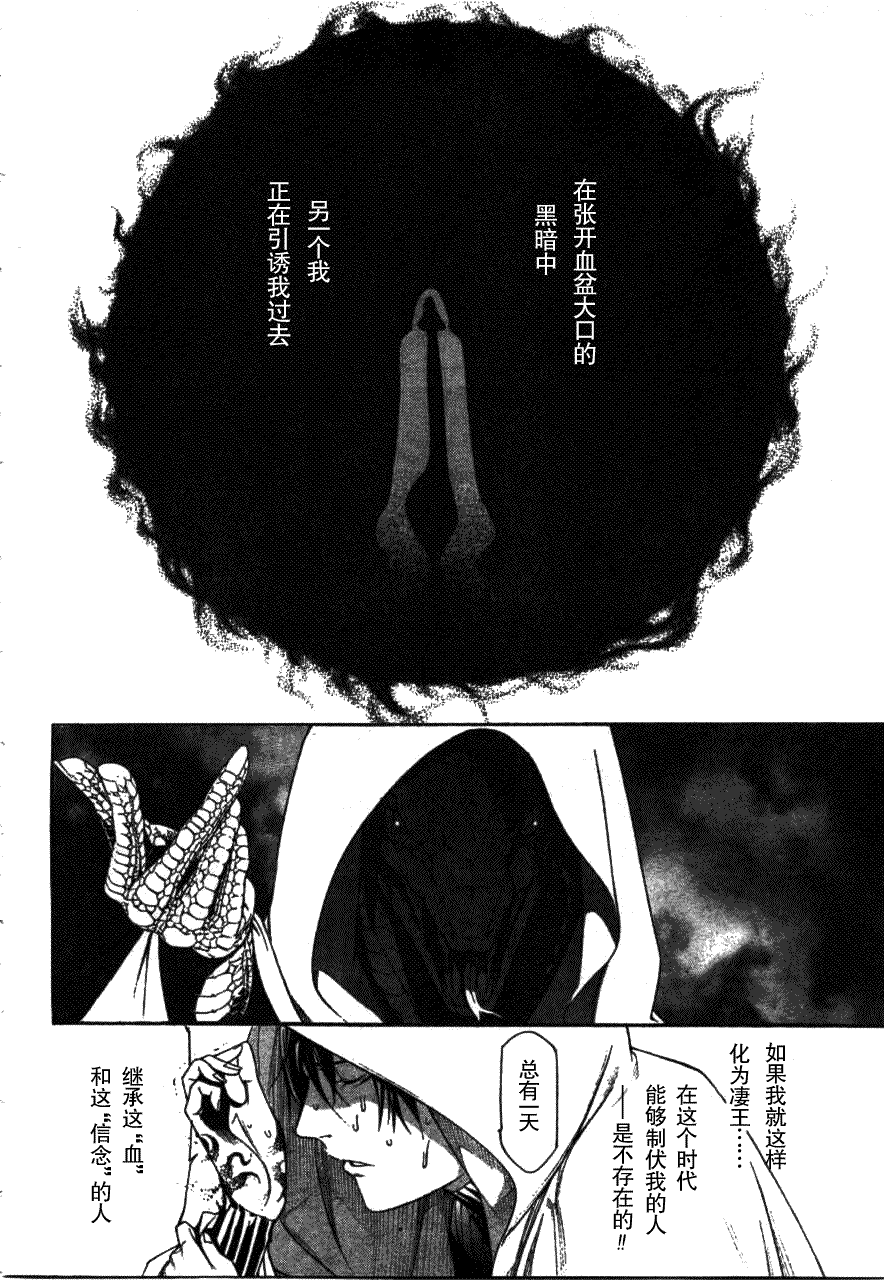 在张开血盆大口的
黑暗中
另一个我
正在引诱我过去
如果我就这样
化为凄王……
在这个时代
能够制伏我的人
—是不存在的!!
总有一天
继承这“血”
和这“信念”的人